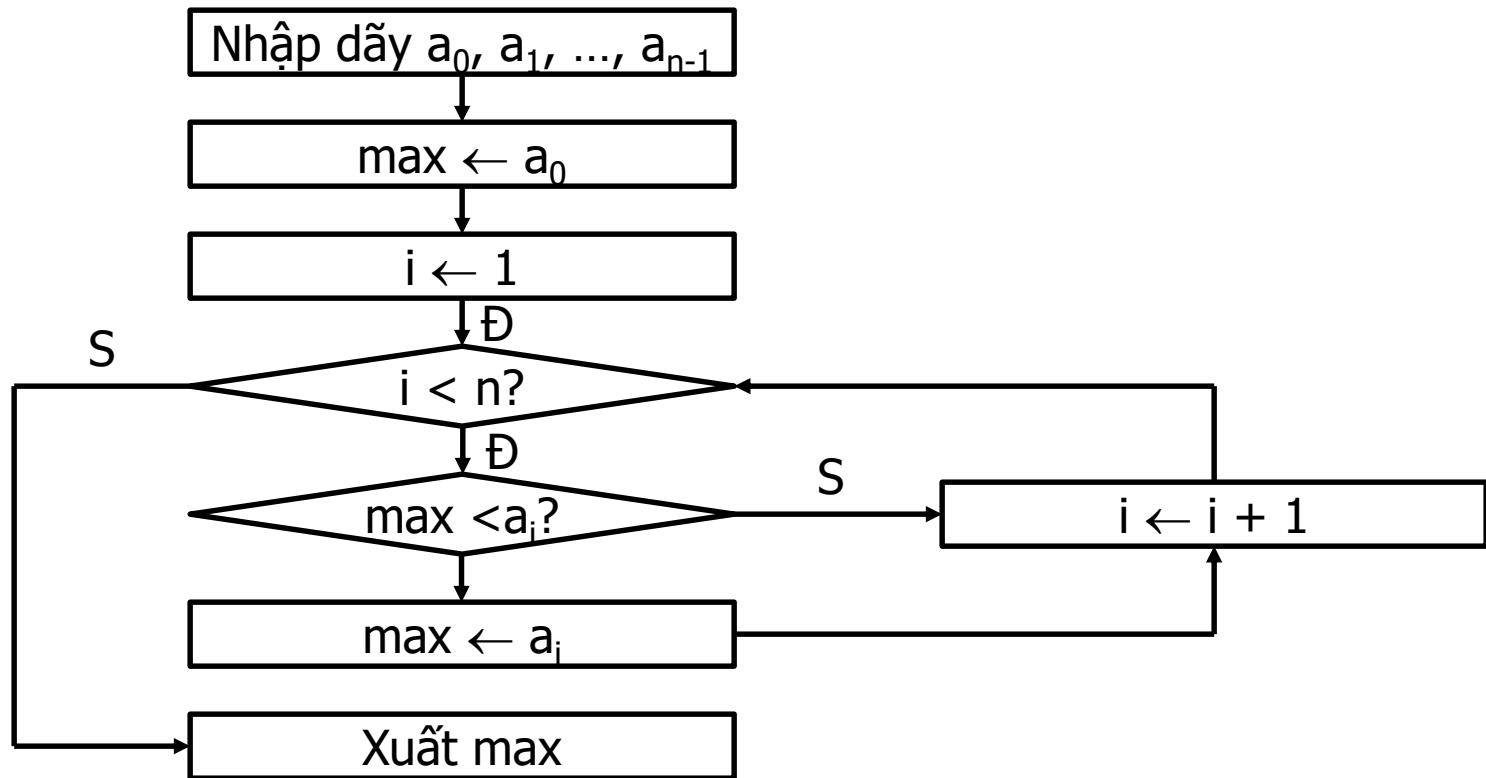 Nhập dãy a₀, a₁, ..., aₙ₋₁
max ← a₀
i ← 1
Đ
S
i < n?
Đ
S
max <aᵢ?
i ← i + 1
max ← aᵢ
Xuất max